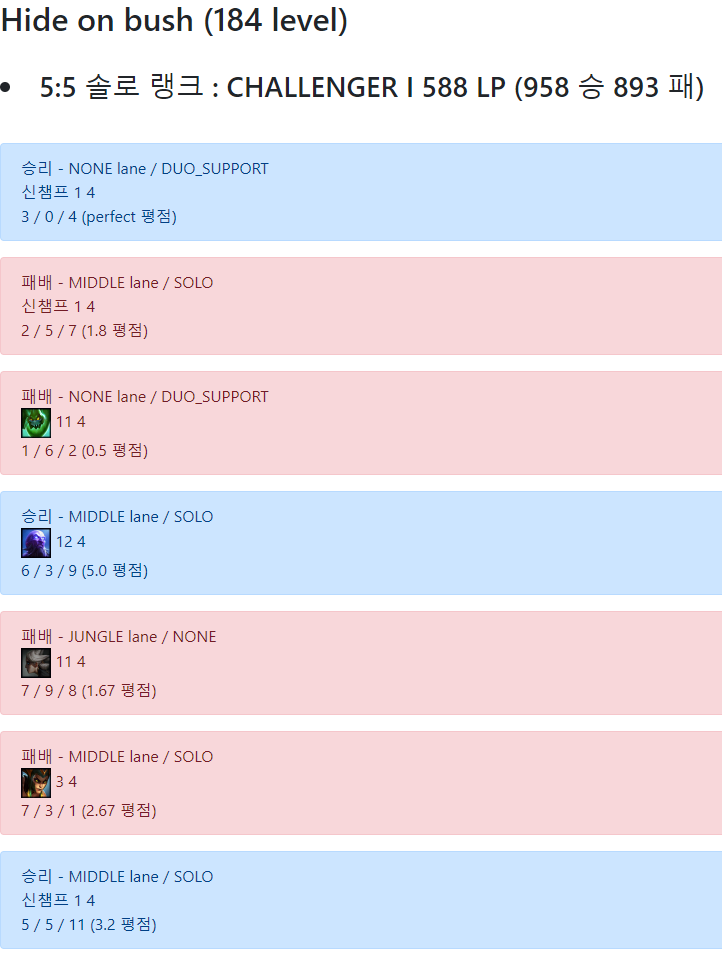 Hide on bush (184 level)
5:5 솔로 랭크 : CHALLENGER I 588 LP (958 승 893 패)
승리 - NONE lane / DUO_SUPPORT
신챔프 1 4
3 / 0 / 4 (perfect 평점)
패배 - MIDDLE lane / SOLO
신챔프 1 4
2 / 5 / 7 (1.8 평점)
패배 - NONE lane / DUO_SUPPORT
11 4
1 / 6 / 2 (0.5 평점)
승리 - MIDDLE lane / SOLO
12 4
6 / 3 / 9 (5.0 평점)
패배 - JUNGLE lane / NONE
11 4
7 / 9 / 8 (1.67 평점)
패배 - MIDDLE lane / SOLO
3 4
7 / 3 / 1 (2.67 평점)
승리 - MIDDLE lane / SOLO
신챔프 1 4
5 / 5 / 11 (3.2 평점)